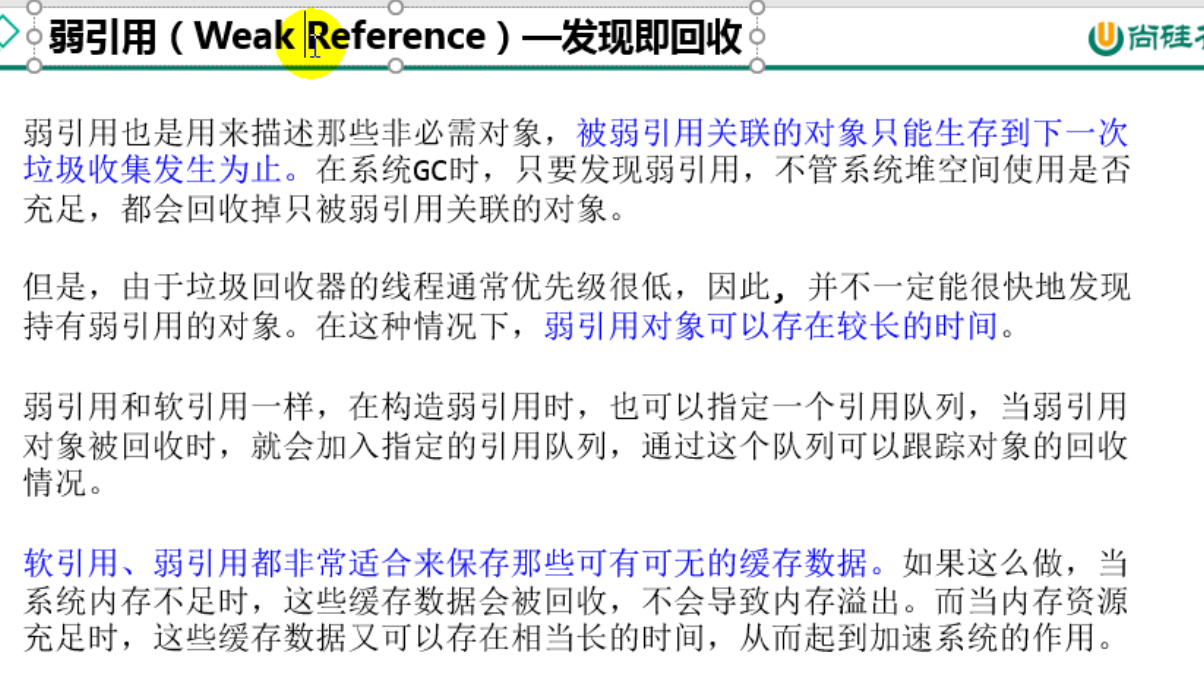 弱引用（Weak Reference）—发现即回收
尚硅
弱引用也是用来描述那些非必需对象，被弱引用关联的对象只能生存到下一次
垃圾收集发生为止。在系统GC时，只要发现弱引用，不管系统堆空间使用是否
充足，都会回收掉只被弱引用关联的对象。
但是，由于垃圾回收器的线程通常优先级很低，因此，并不一定能很快地发现
持有弱引用的对象。在这种情况下，弱引用对象可以存在较长的时间。
弱引用和软引用一样，在构造弱引用时，也可以指定一个引用队列，当弱引用
对象被回收时，就会加入指定的引用队列，通过这个队列可以跟踪对象的回收
情况。
软引用、弱引用都非常适合来保存那些可有可无的缓存数据。如果这么做，当
系统内存不足时，这些缓存数据会被回收，不会导致内存溢出。而当内存资源
充足时，这些缓存数据又可以存在相当长的时间，从而起到加速系统的作用。